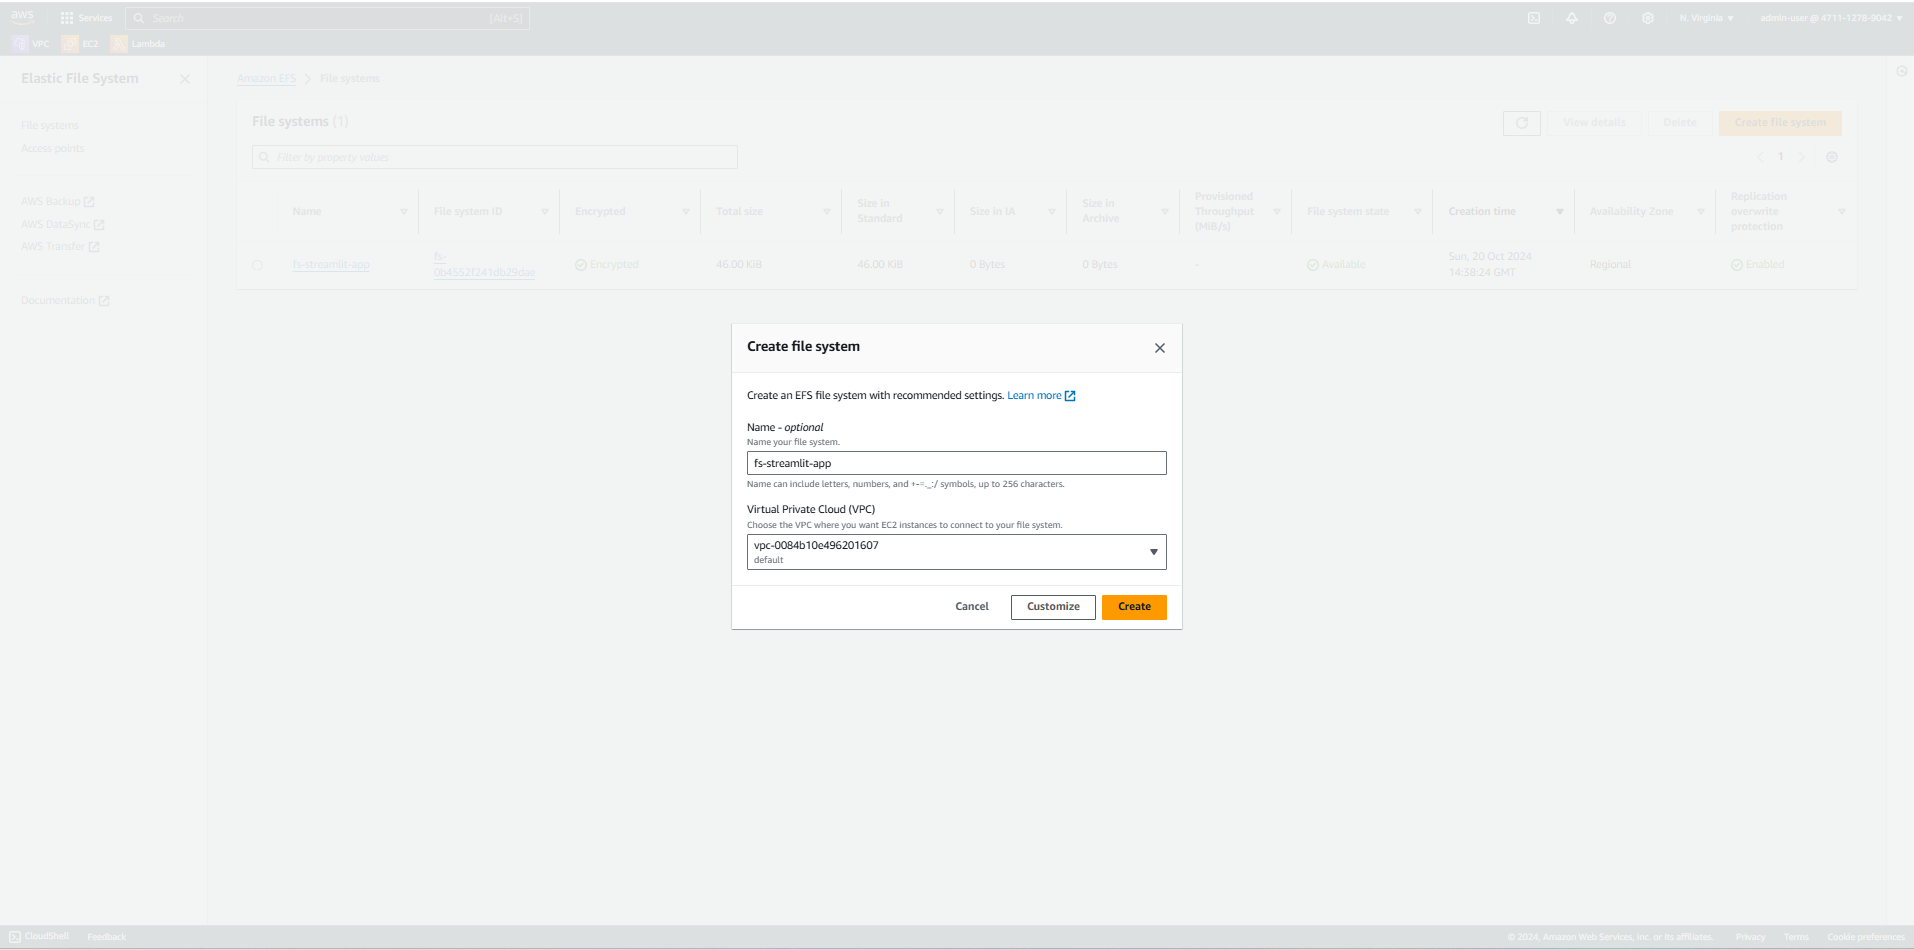 aws
Services
Search
[Alt+S]
N. Virginia
admin-user @ 4711-1278-9042
VPC
EC2
Lambda
Elastic File System
File systems
Access points
AWS Backup
AWS DataSync
AWS Transfer
Documentation
Amazon EFS
File systems
File systems (1)
View details
Delete
Create file system
Filter by property values
1
Name
File system ID
Encrypted
Total size
Size in
Standard
Size in IA
Size in
Archive
Provisioned
Throughput
(MiB/s)
File system state
Creation time
Availability Zone
Replication
overwrite
protection
fs-streamlit-app
fs-
0b4552f241db29dae
Encrypted
46.00 KiB
46.00 KiB
0 Bytes
0 Bytes
-
Available
Sun, 20 Oct 2024
14:38:24 GMT
Regional
Enabled
Create file system
Create an EFS file system with recommended settings. Learn more
Name - optional
Name your file system.
fs-streamlit-app
Name can include letters, numbers, and +-=._:/ symbols, up to 256 characters.
Virtual Private Cloud (VPC)
Choose the VPC where you want EC2 instances to connect to your file system.
vpc-0084b10e496201607
default
Cancel
Customize
Create
CloudShell
Feedback
© 2024, Amazon Web Services, Inc. or its affiliates.
Privacy
Terms
Cookie preferences